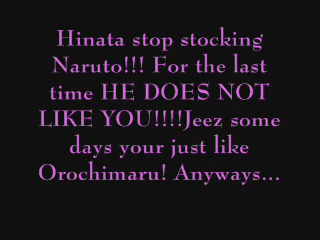 Hinata stop stocking
Naruto!!! For the last
time HE DOES NOT
LIKE YOU!!!!Jeez some
days your just like
Orochimaru! Anyways...